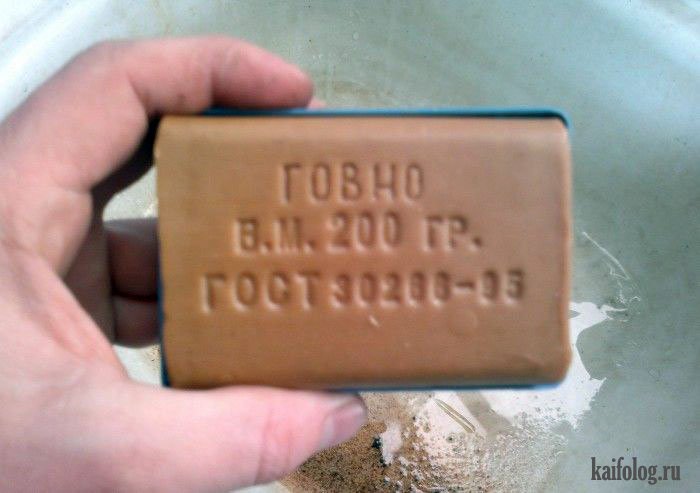 ГОВНО
В.М. 200 ГР.
ГОСТ 30266-95
kaifolog.ru